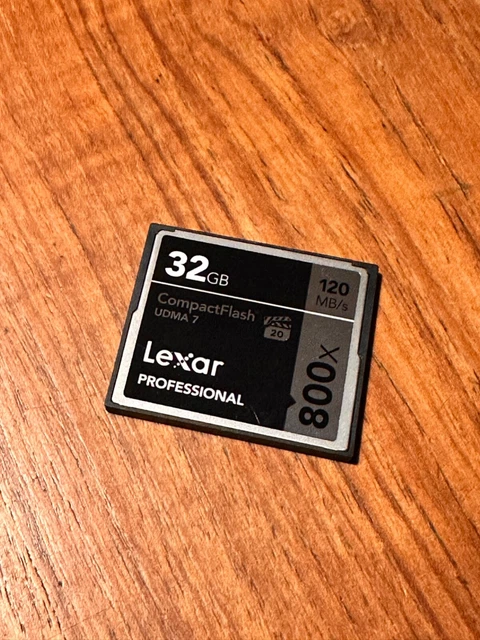 32GB
120
MB/s
CompactFlash
UDMA 7
20
Lexar
PROFESSIONAL
800x